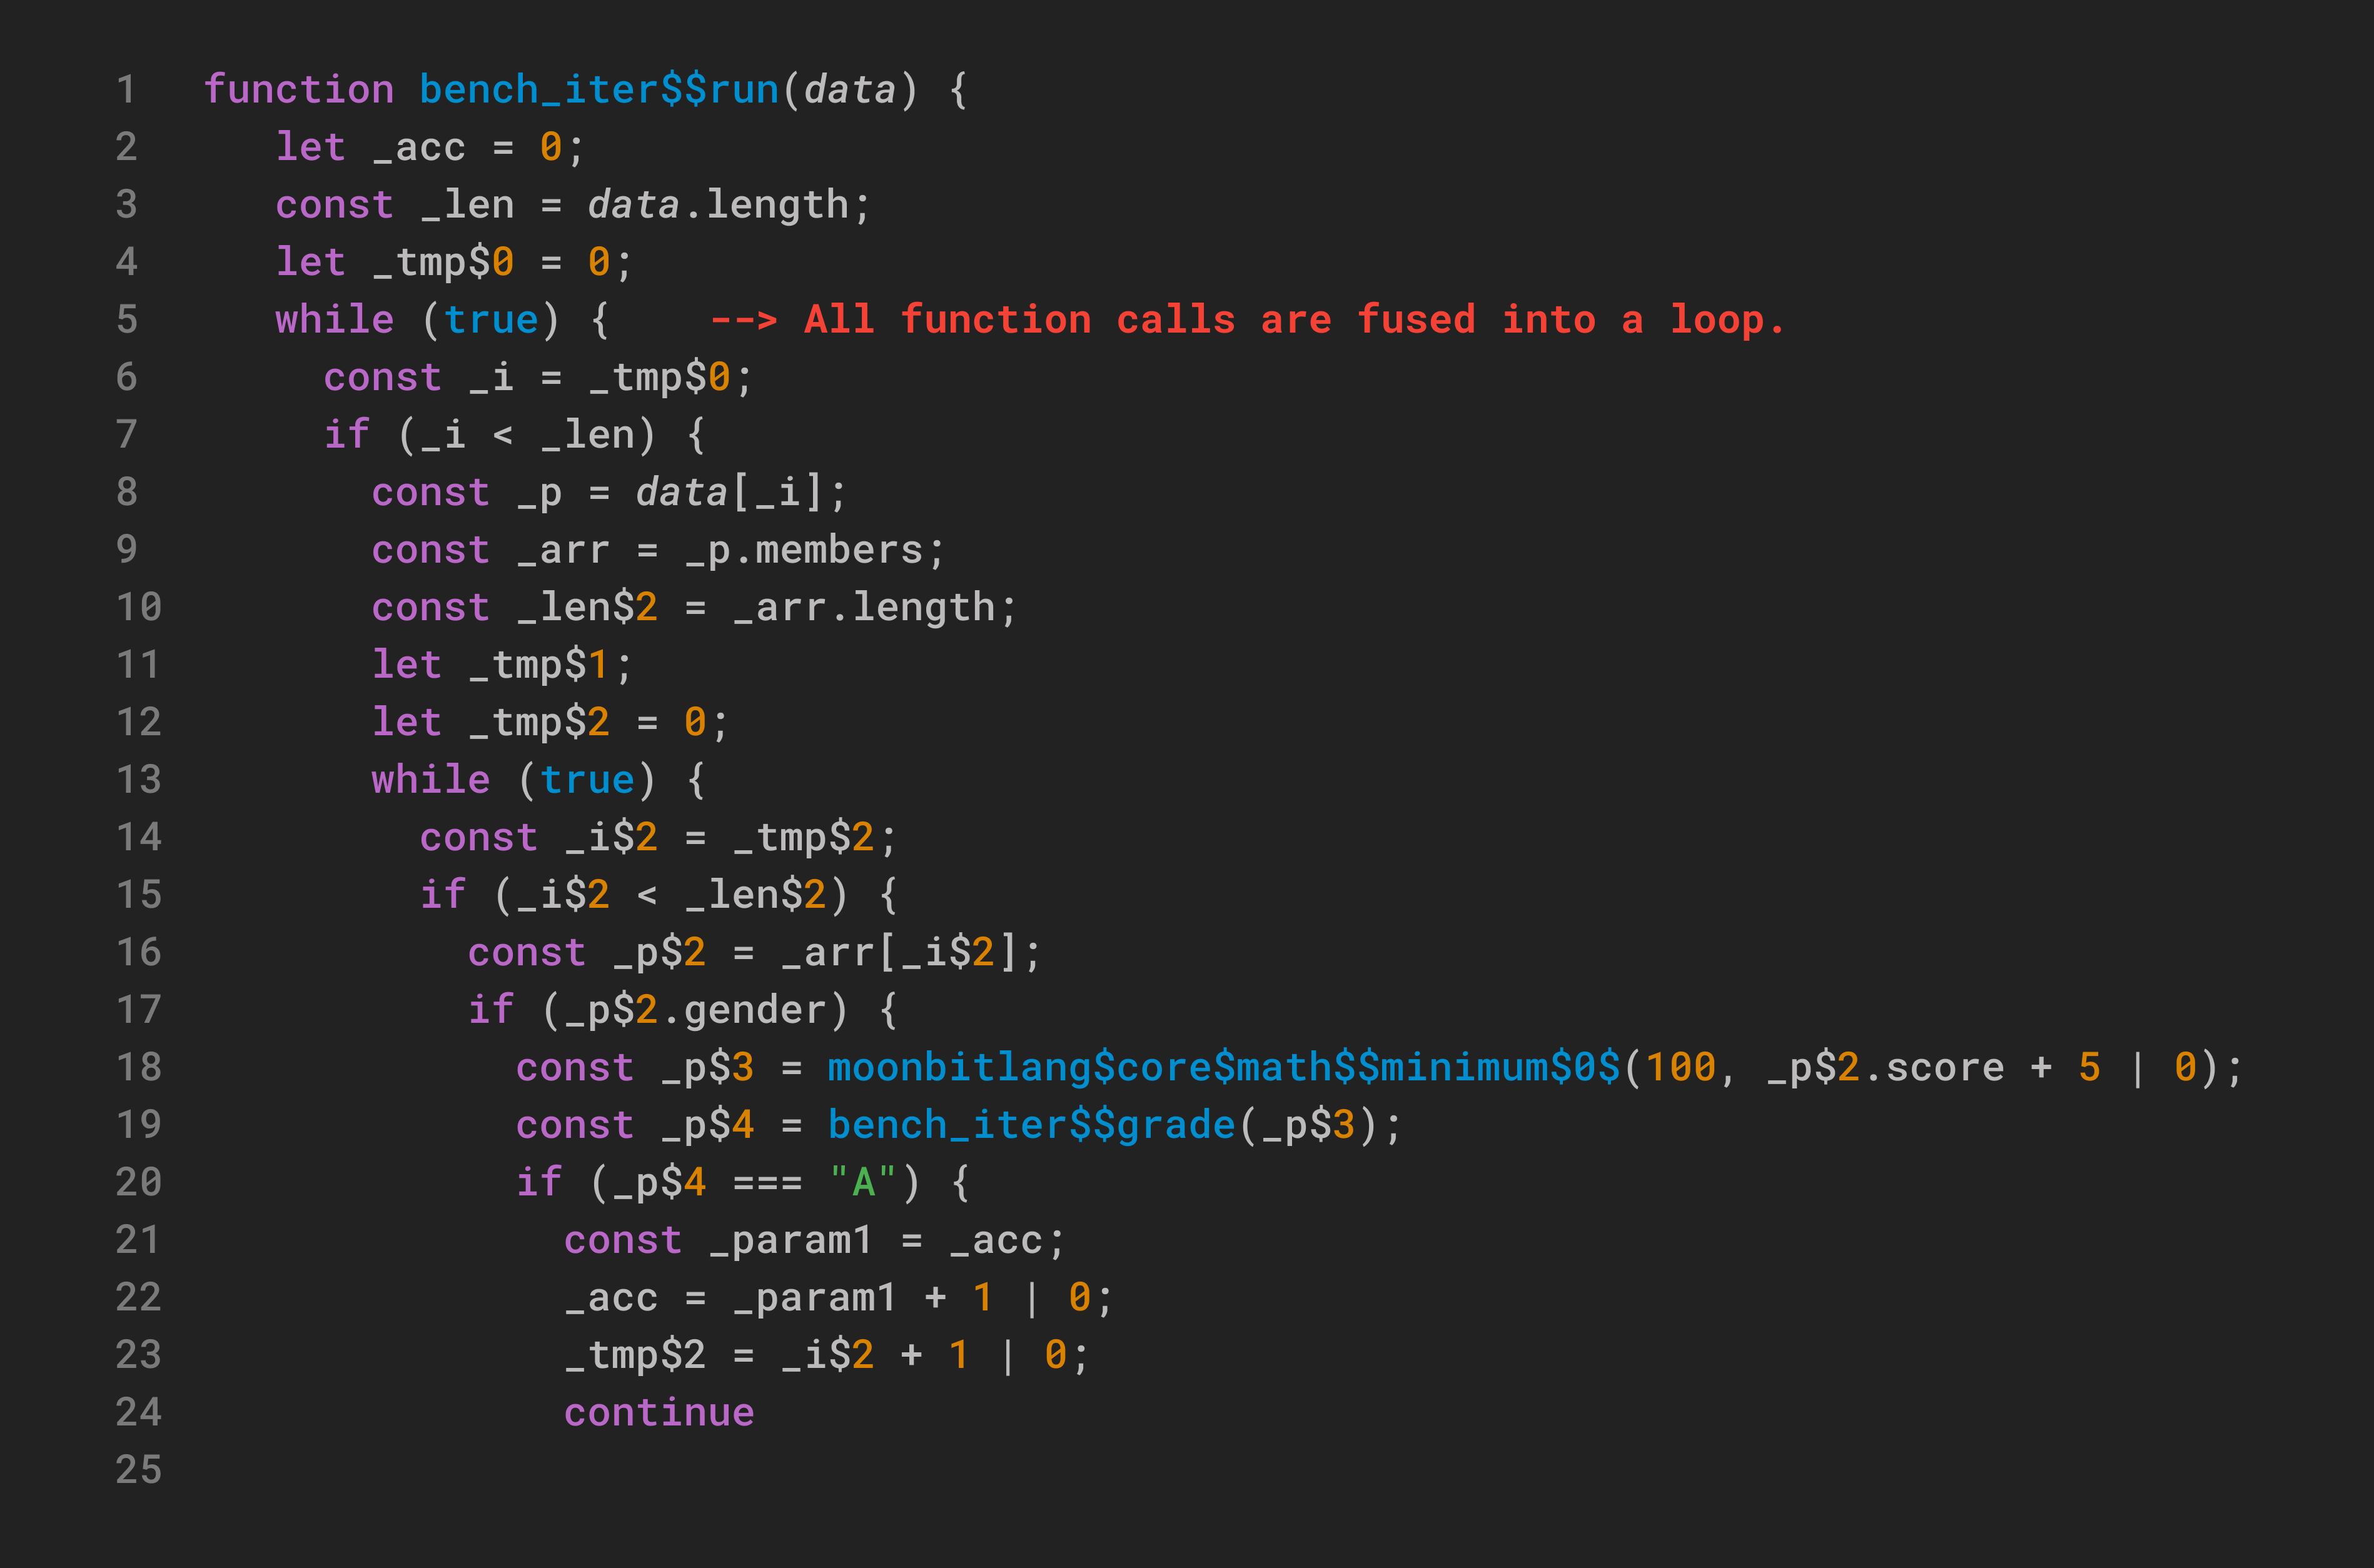 1 function bench_iter$$run(data) {
2 let _acc = 0;
3 const _len = data.length;
4 let _tmp$0 = 0;
5 while (true) { --> All function calls are fused into a loop.
6 const _i = _tmp$0;
7 if (_i < _len) {
8 const _p = data[_i];
9 const _arr = _p.members;
10 const _len$2 = _arr.length;
11 let _tmp$1;
12 let _tmp$2 = 0;
13 while (true) {
14 const _i$2 = _tmp$2;
15 if (_i$2 < _len$2) {
16 const _p$2 = _arr[_i$2];
17 if (_p$2.gender) {
18 const _p$3 = moonbitlang$core$math$$minimum$0$(100, _p$2.score + 5 | 0);
19 const _p$4 = bench_iter$$grade(_p$3);
20 if (_p$4 === "A") {
21 const _param1 = _acc;
22 _acc = _param1 + 1 | 0;
23 _tmp$2 = _i$2 + 1 | 0;
24 continue
25